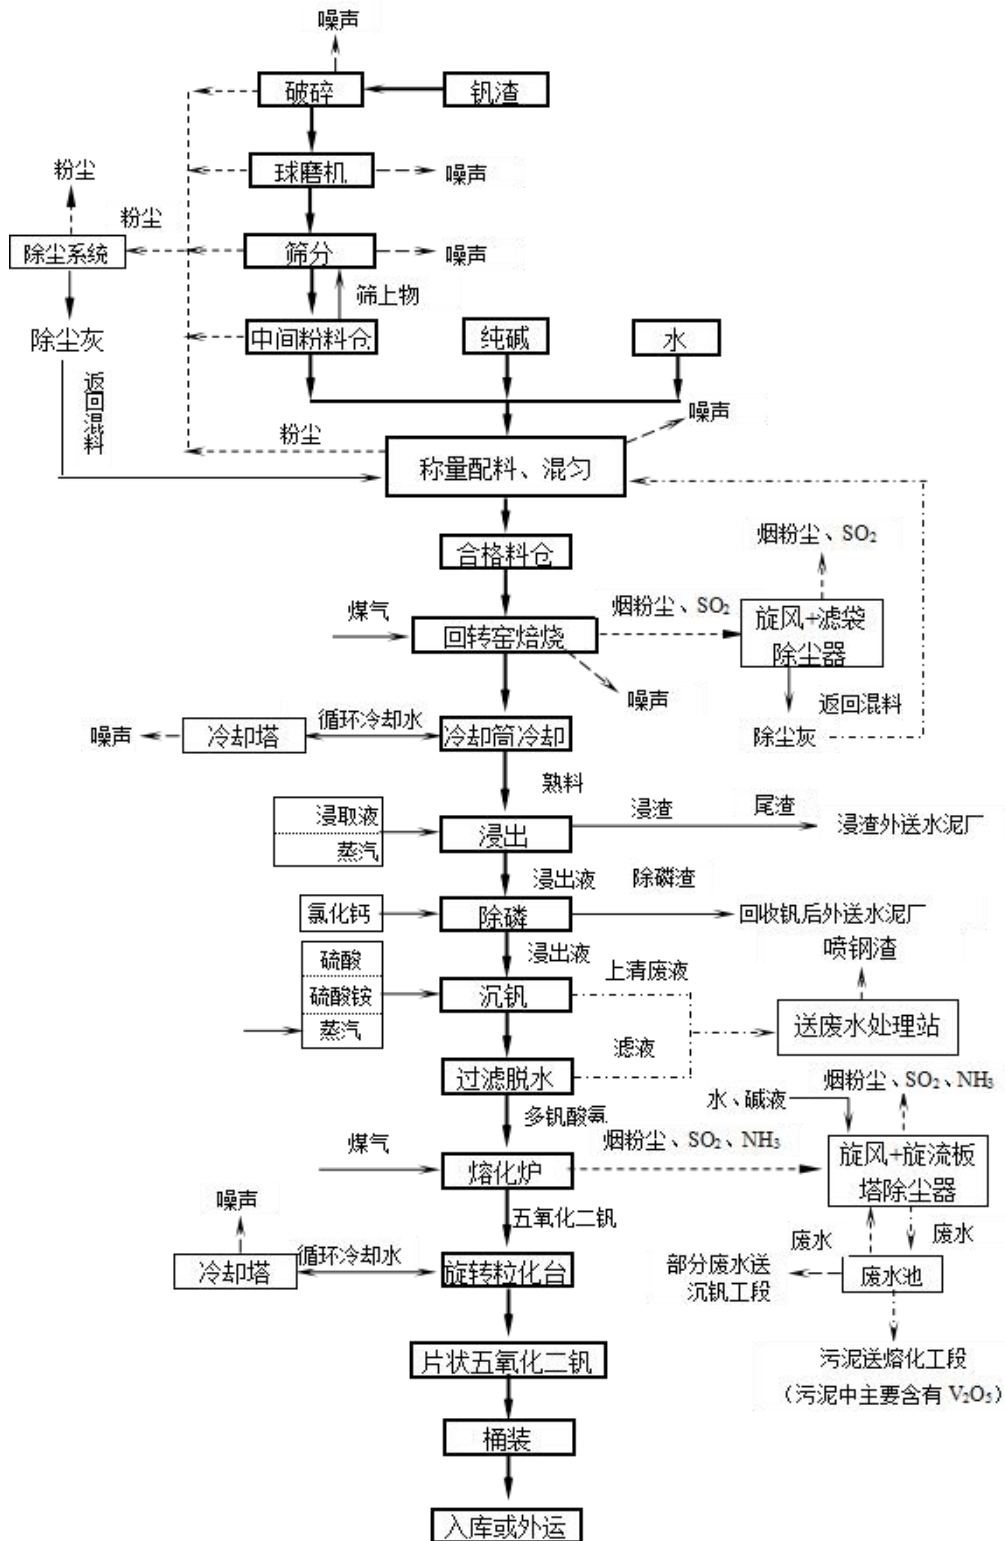 噪声
破碎
钒渣
粉尘
球磨机
噪声
粉尘
除尘系统
筛分
噪声
筛上物
除尘灰
中间粉料仓
纯碱
水
返回混料
噪声
粉尘
称量配料、混匀
合格料仓
烟粉尘、SO₂
煤气
回转窑焙烧
烟粉尘、SO₂
旋风+滤袋
除尘器
噪声
返回混料
除尘灰
噪声
冷却塔
循环冷却水
冷却筒冷却
熟料
浸取液
蒸汽
浸出
浸渣
尾渣
浸渣外送水泥厂
浸出液
除磷渣
氯化钙
除磷
回收钒后外送水泥厂
浸出液
喷钢渣
硫酸
硫酸铵
蒸汽
沉钒
上清废液
送废水处理站
滤液
过滤脱水
烟粉尘、SO₂、NH₃
水、碱液
多钒酸氨
煤气
熔化炉
烟粉尘、SO₂、NH₃
旋风+旋流板
塔除尘器
五氧化二钒
噪声
冷却塔
循环冷却水
旋转粒化台
废水
废水
部分废水送
沉钒工段
废水池
片状五氧化二钒
污泥送熔化工段
（污泥中主要含有 V₂O₅）
桶装
入库或外运